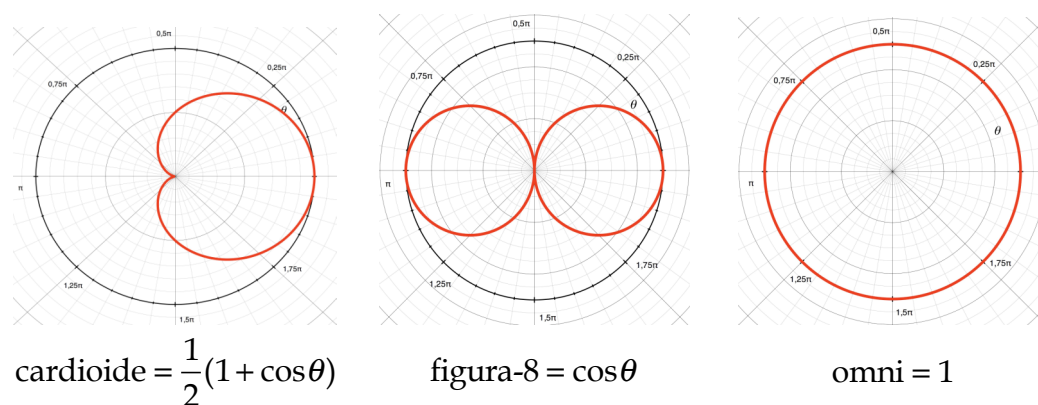 0,5π
0,75π
0,25π
θ
π
1,25π
1,75π
1,5π
cardioide = 1/2(1 + cosθ)
0,5π
0,75π
0,25π
θ
π
1,25π
1,75π
1,5π
figura-8 = cosθ
0,5π
0,75π
0,25π
θ
π
1,25π
1,75π
1,5π
omni = 1